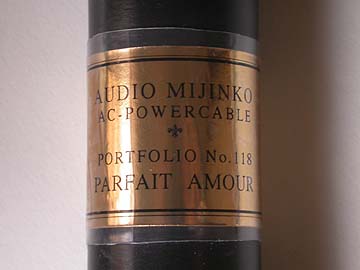 AUDIO MIJINKO
AC-POWERCABLE
PORTFOLIO No.118
PARFAIT AMOUR